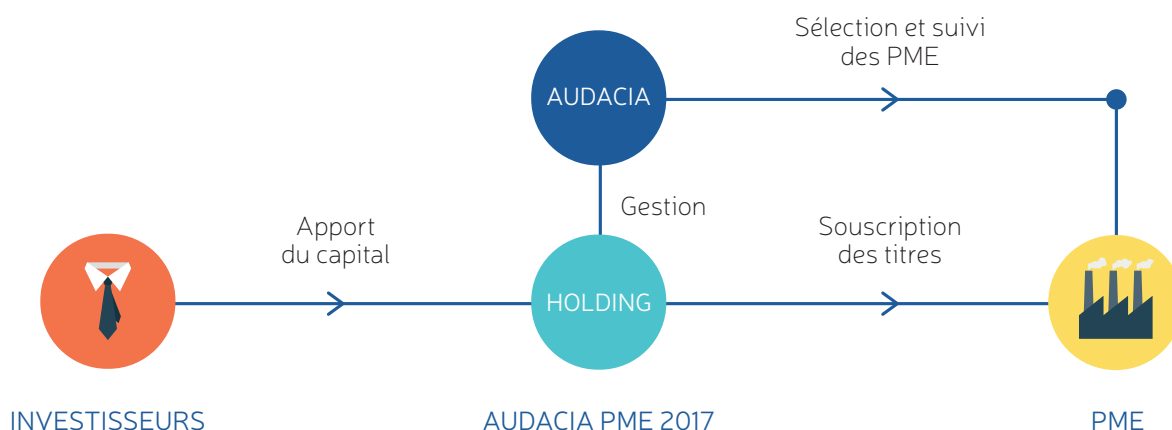 Sélection et suivi
des PME
AUDACIA
Gestion
Apport
du capital
Souscription
des titres
HOLDING
INVESTISSEURS
AUDACIA PME 2017
PME